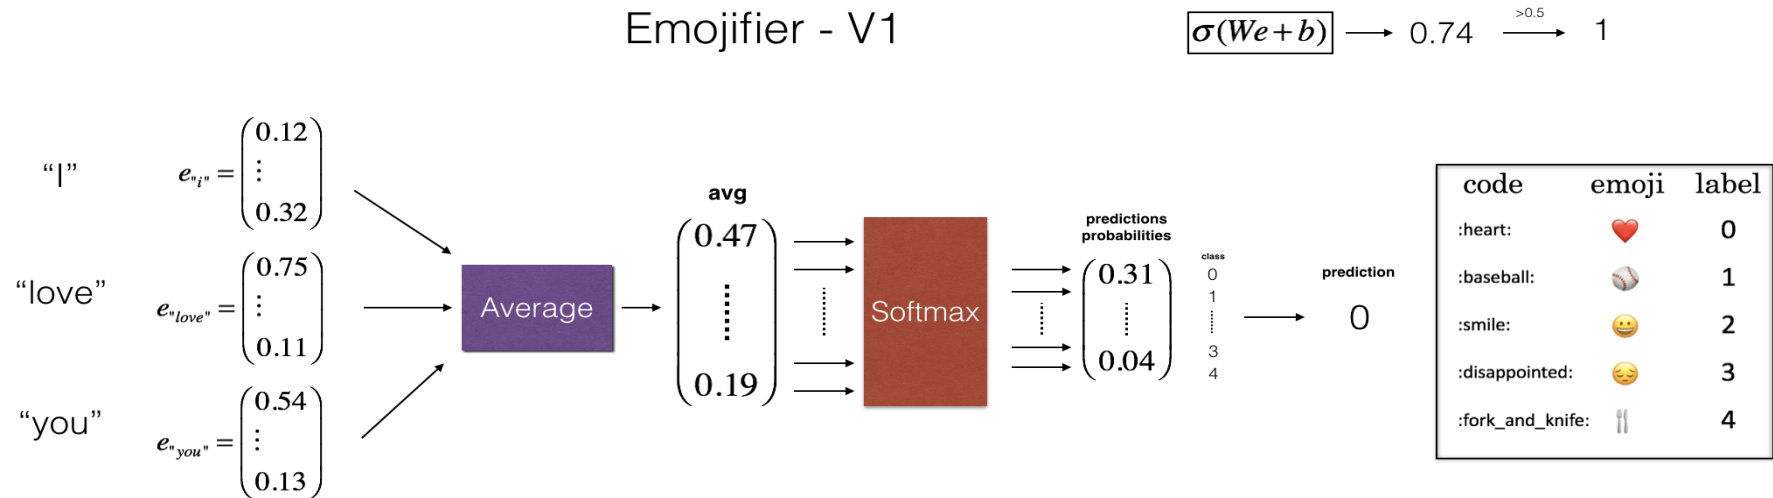 Emojifier - V1
σ(We+b) → 0.74 >0.5 → 1
“I”
e"i" = (0.12 ⋮ 0.32)
“love”
e"love" = (0.75 ⋮ 0.11)
“you”
e"you" = (0.54 ⋮ 0.13)
Average
avg
0.47
0.19
Softmax
predictions
probabilities
0.31
0.04
class
0
1
3
4
prediction
0
code emoji label
:heart: ❤️ 0
:baseball: ⚾ 1
:smile: 😀 2
:disappointed: 😔 3
:fork_and_knife: 🍴 4